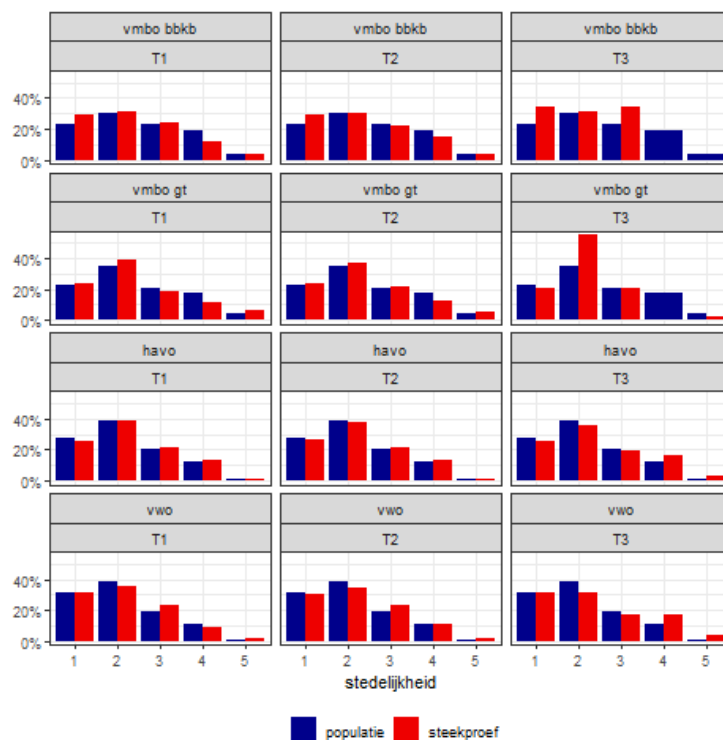 vmbo bbkb vmbo bbkb vmbo bbkb
T1 T2 T3
40%
20%
0%
vmbo gt vmbo gt vmbo gt
T1 T2 T3
40%
20%
0%
havo havo havo
T1 T2 T3
40%
20%
0%
vwo vwo vwo
T1 T2 T3
40%
20%
0%
1 2 3 4 5 1 2 3 4 5 1 2 3 4 5
stedelijkheid
populatie steekproef